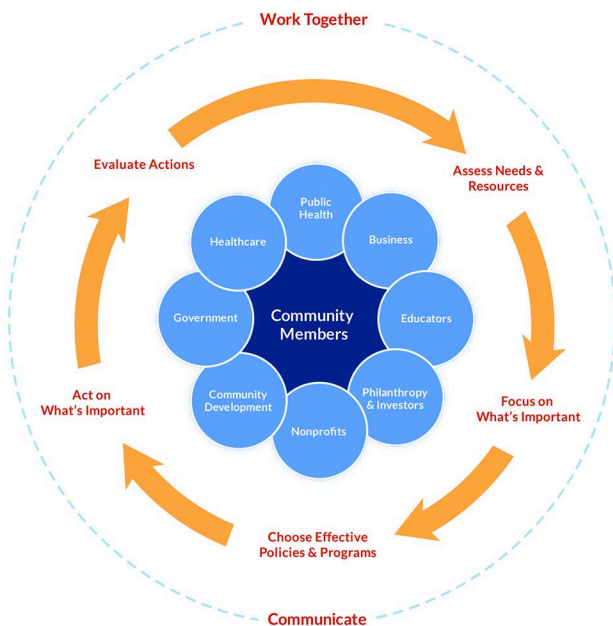 Work Together
Evaluate Actions
Assess Needs &
Resources
Public
Health
Healthcare
Business
Government
Community
Members
Educators
Community
Development
Philanthropy
& Investors
Nonprofits
Act on
What's Important
Focus on
What's Important
Choose Effective
Policies & Programs
Communicate